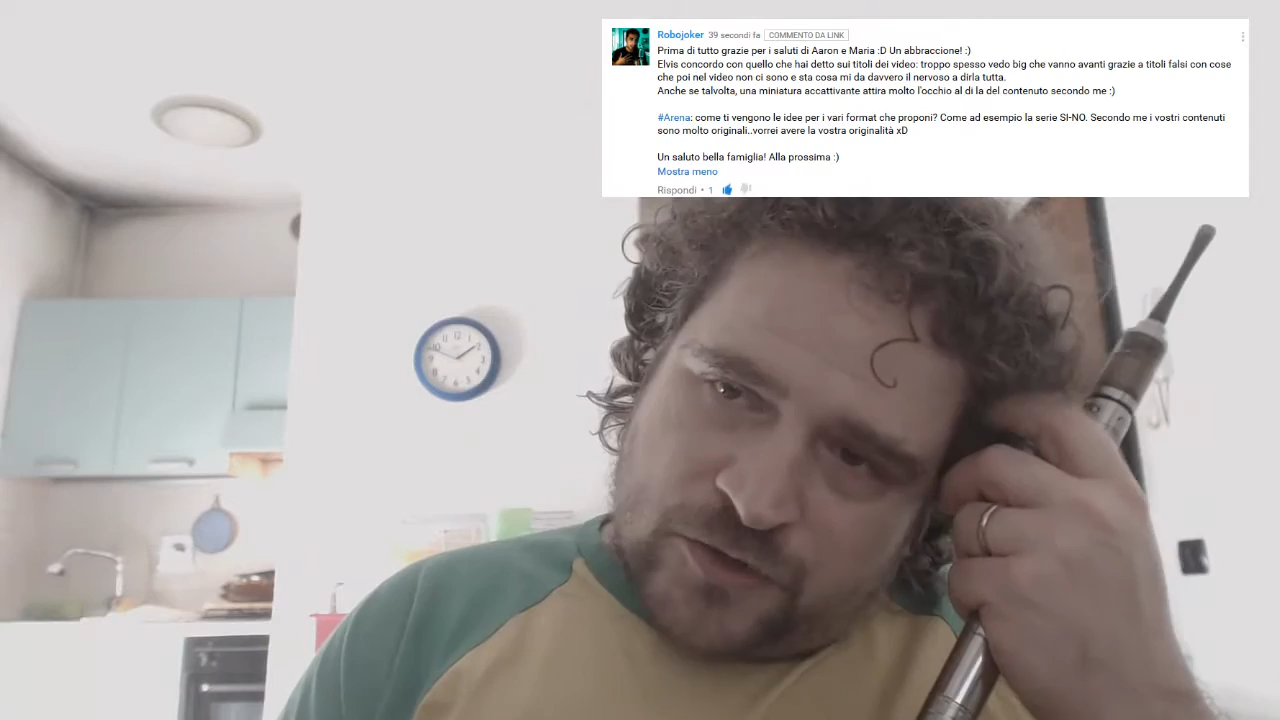 Robojoker 39 secondi fa COMMENTO DA LINK
Prima di tutto grazie per i saluti di Aaron e Maria :D Un abbraccione! :)
Elvis concordo con quello che hai detto sui titoli dei video: troppo spesso vedo big che vanno avanti grazie a titoli falsi con cose
che poi nel video non ci sono e sta cosa mi da davvero il nervoso a dirla tutta.
Anche se talvolta, una miniatura accattivante attira molto l'occhio al di la del contenuto secondo me :)
#Arena: come ti vengono le idee per i vari format che proponi? Come ad esempio la serie SI-NO. Secondo me i vostri contenuti
sono molto originali..vorrei avere la vostra originalità xD
Un saluto bella famiglia! Alla prossima :)
Mostra meno
Rispondi • 1